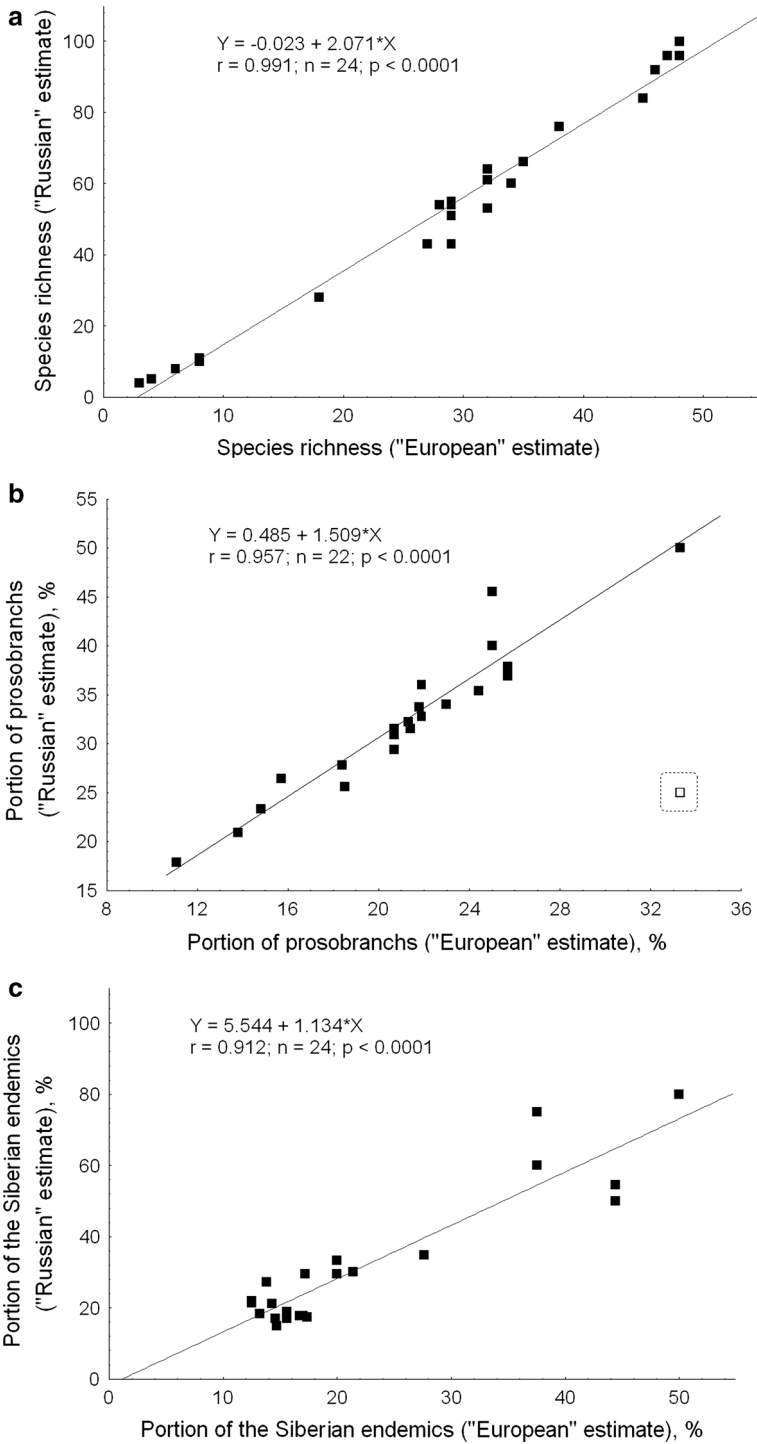 a
Y = -0.023 + 2.071*X
r = 0.991; n = 24; p < 0.0001
Species richness ("Russian" estimate)
100
80
60
40
20
0
0 10 20 30 40 50
Species richness ("European" estimate)
b
Y = 0.485 + 1.509*X
r = 0.957; n = 22; p < 0.0001
Portion of prosobranchs
("Russian" estimate), %
55
50
45
40
35
30
25
20
15
8 12 16 20 24 28 32 36
Portion of prosobranchs ("European" estimate), %
c
Y = 5.544 + 1.134*X
r = 0.912; n = 24; p < 0.0001
Portion of the Siberian endemics
("Russian" estimate), %
100
80
60
40
20
0
0 10 20 30 40 50
Portion of the Siberian endemics ("European" estimate), %